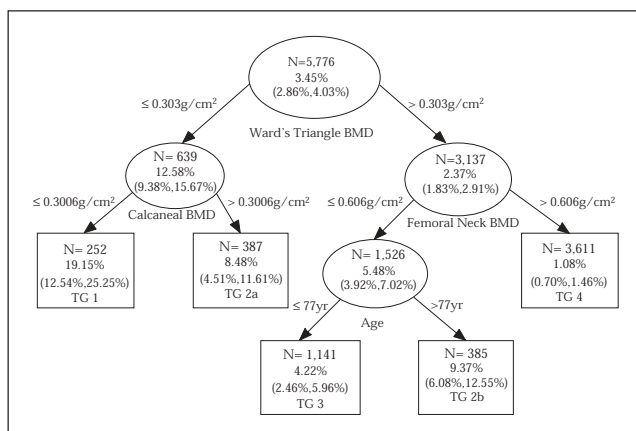 N=5,776
3.45%
(2.86%,4.03%)
≤ 0.303g/cm²
> 0.303g/cm²
Ward's Triangle BMD
N= 639
12.58%
(9.38%,15.67%)
N=3,137
2.37%
(1.83%,2.91%)
≤ 0.3006g/cm²
Calcaneal BMD
> 0.3006g/cm²
≤ 0.606g/cm²
Femoral Neck BMD
> 0.606g/cm²
N= 252
19.15%
(12.54%,25.25%)
TG 1
N= 387
8.48%
(4.51%,11.61%)
TG 2a
N= 1,526
5.48%
(3.92%,7.02%)
N= 3,611
1.08%
(0.70%,1.46%)
TG 4
≤ 77yr
Age
>77yr
N= 1,141
4.22%
(2.46%,5.96%)
TG 3
N= 385
9.37%
(6.08%,12.55%)
TG 2b